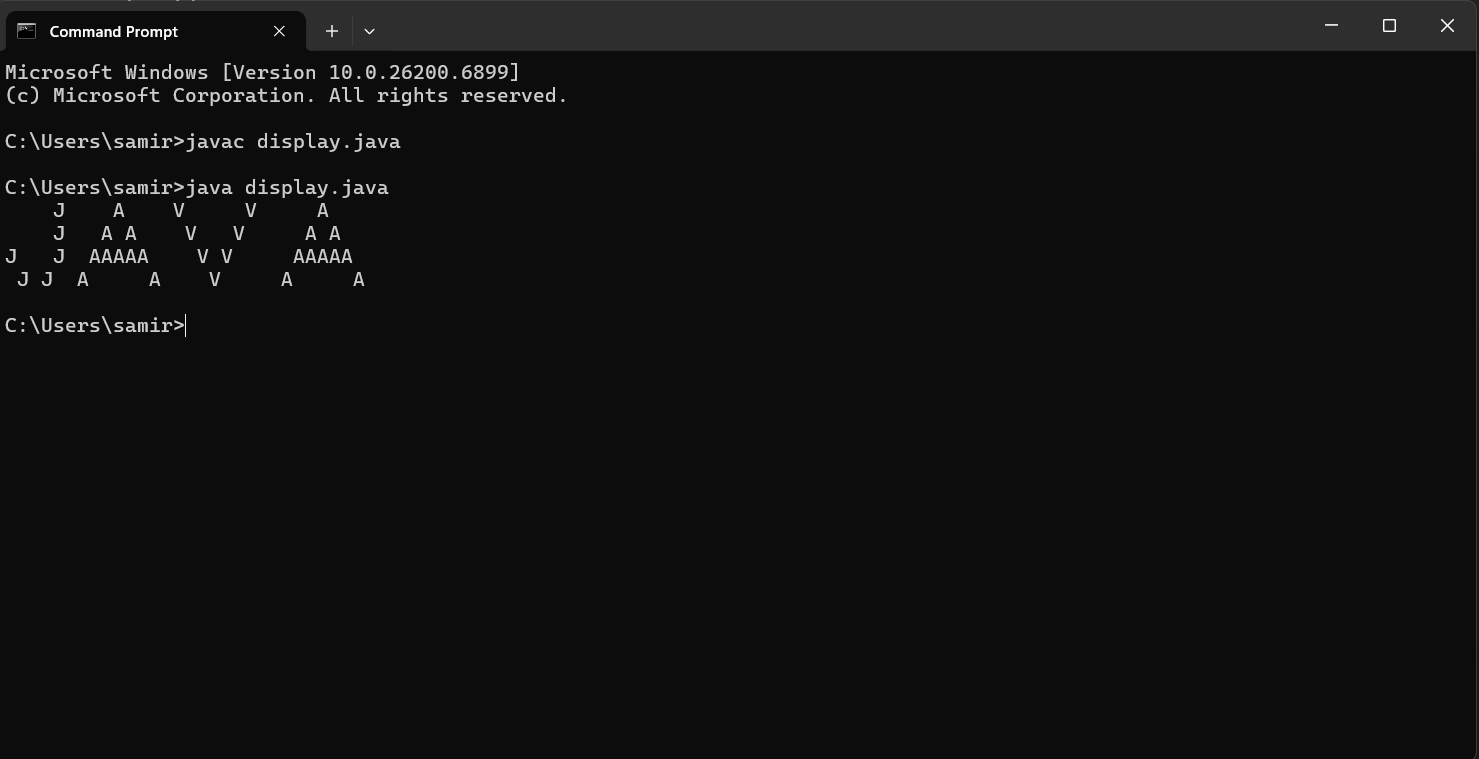 Command Prompt
Microsoft Windows [Version 10.0.26200.6899]
(c) Microsoft Corporation. All rights reserved.
C:\Users\samir>javac display.java
C:\Users\samir>java display.java
    J    A    V     V     A
    J   A A    V   V     A A
J   J  AAAAA    V V     AAAAA
 J J  A     A    V     A     A
C:\Users\samir>